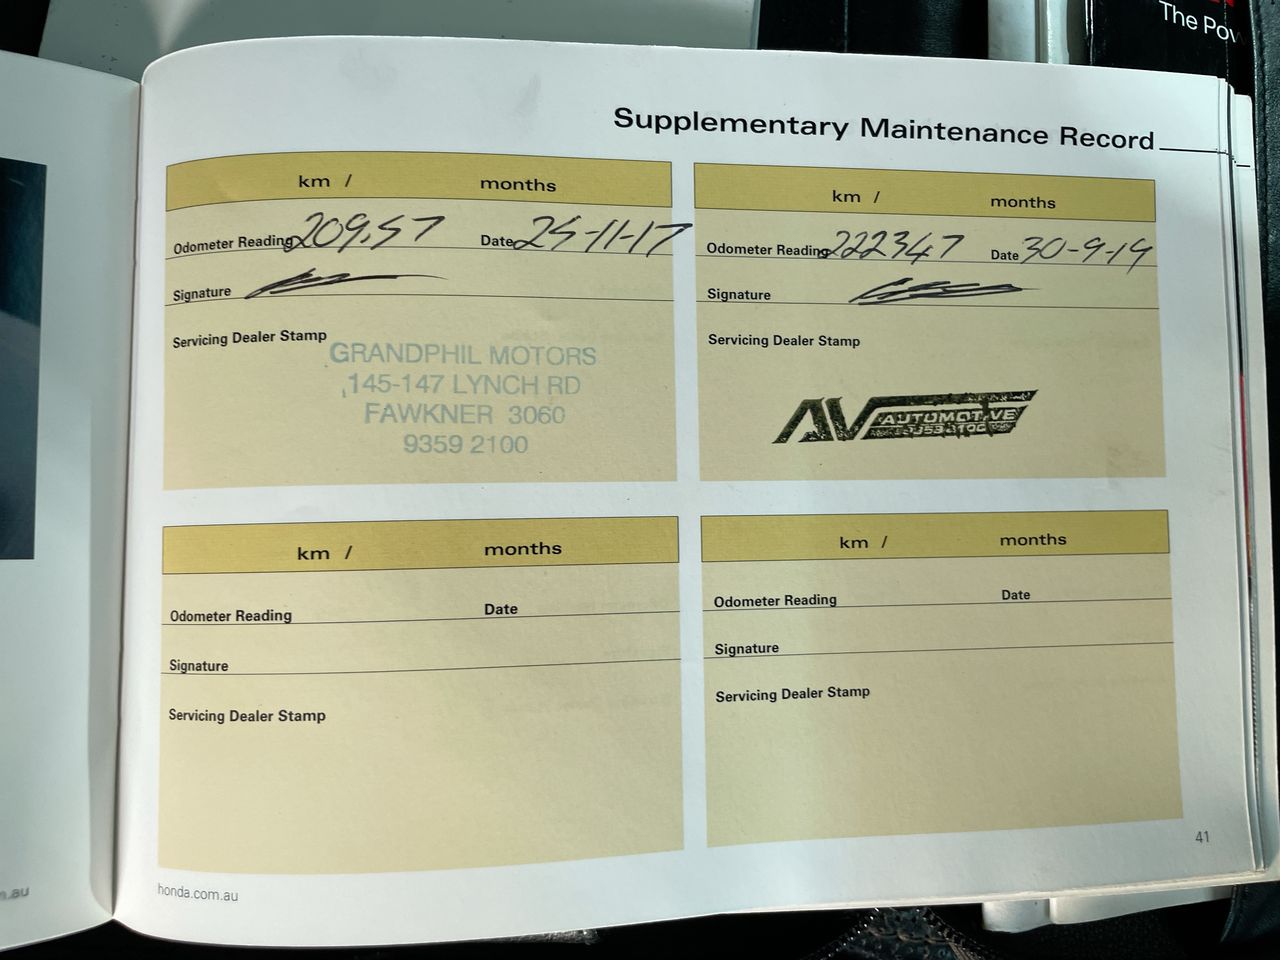 The Pow
Supplementary Maintenance Record
km / months
Odometer Reading 209.57 Date 25-11-17
Signature
Servicing Dealer Stamp
GRANDPHIL MOTORS
145-147 LYNCH RD
FAWKNER 3060
9359 2100
km / months
Odometer Reading 222347 Date 30-9-19
Signature
Servicing Dealer Stamp
AV AUTOMOTIVE
km / months
Odometer Reading Date
Signature
Servicing Dealer Stamp
km / months
Odometer Reading Date
Signature
Servicing Dealer Stamp
41
honda.com.au
.au